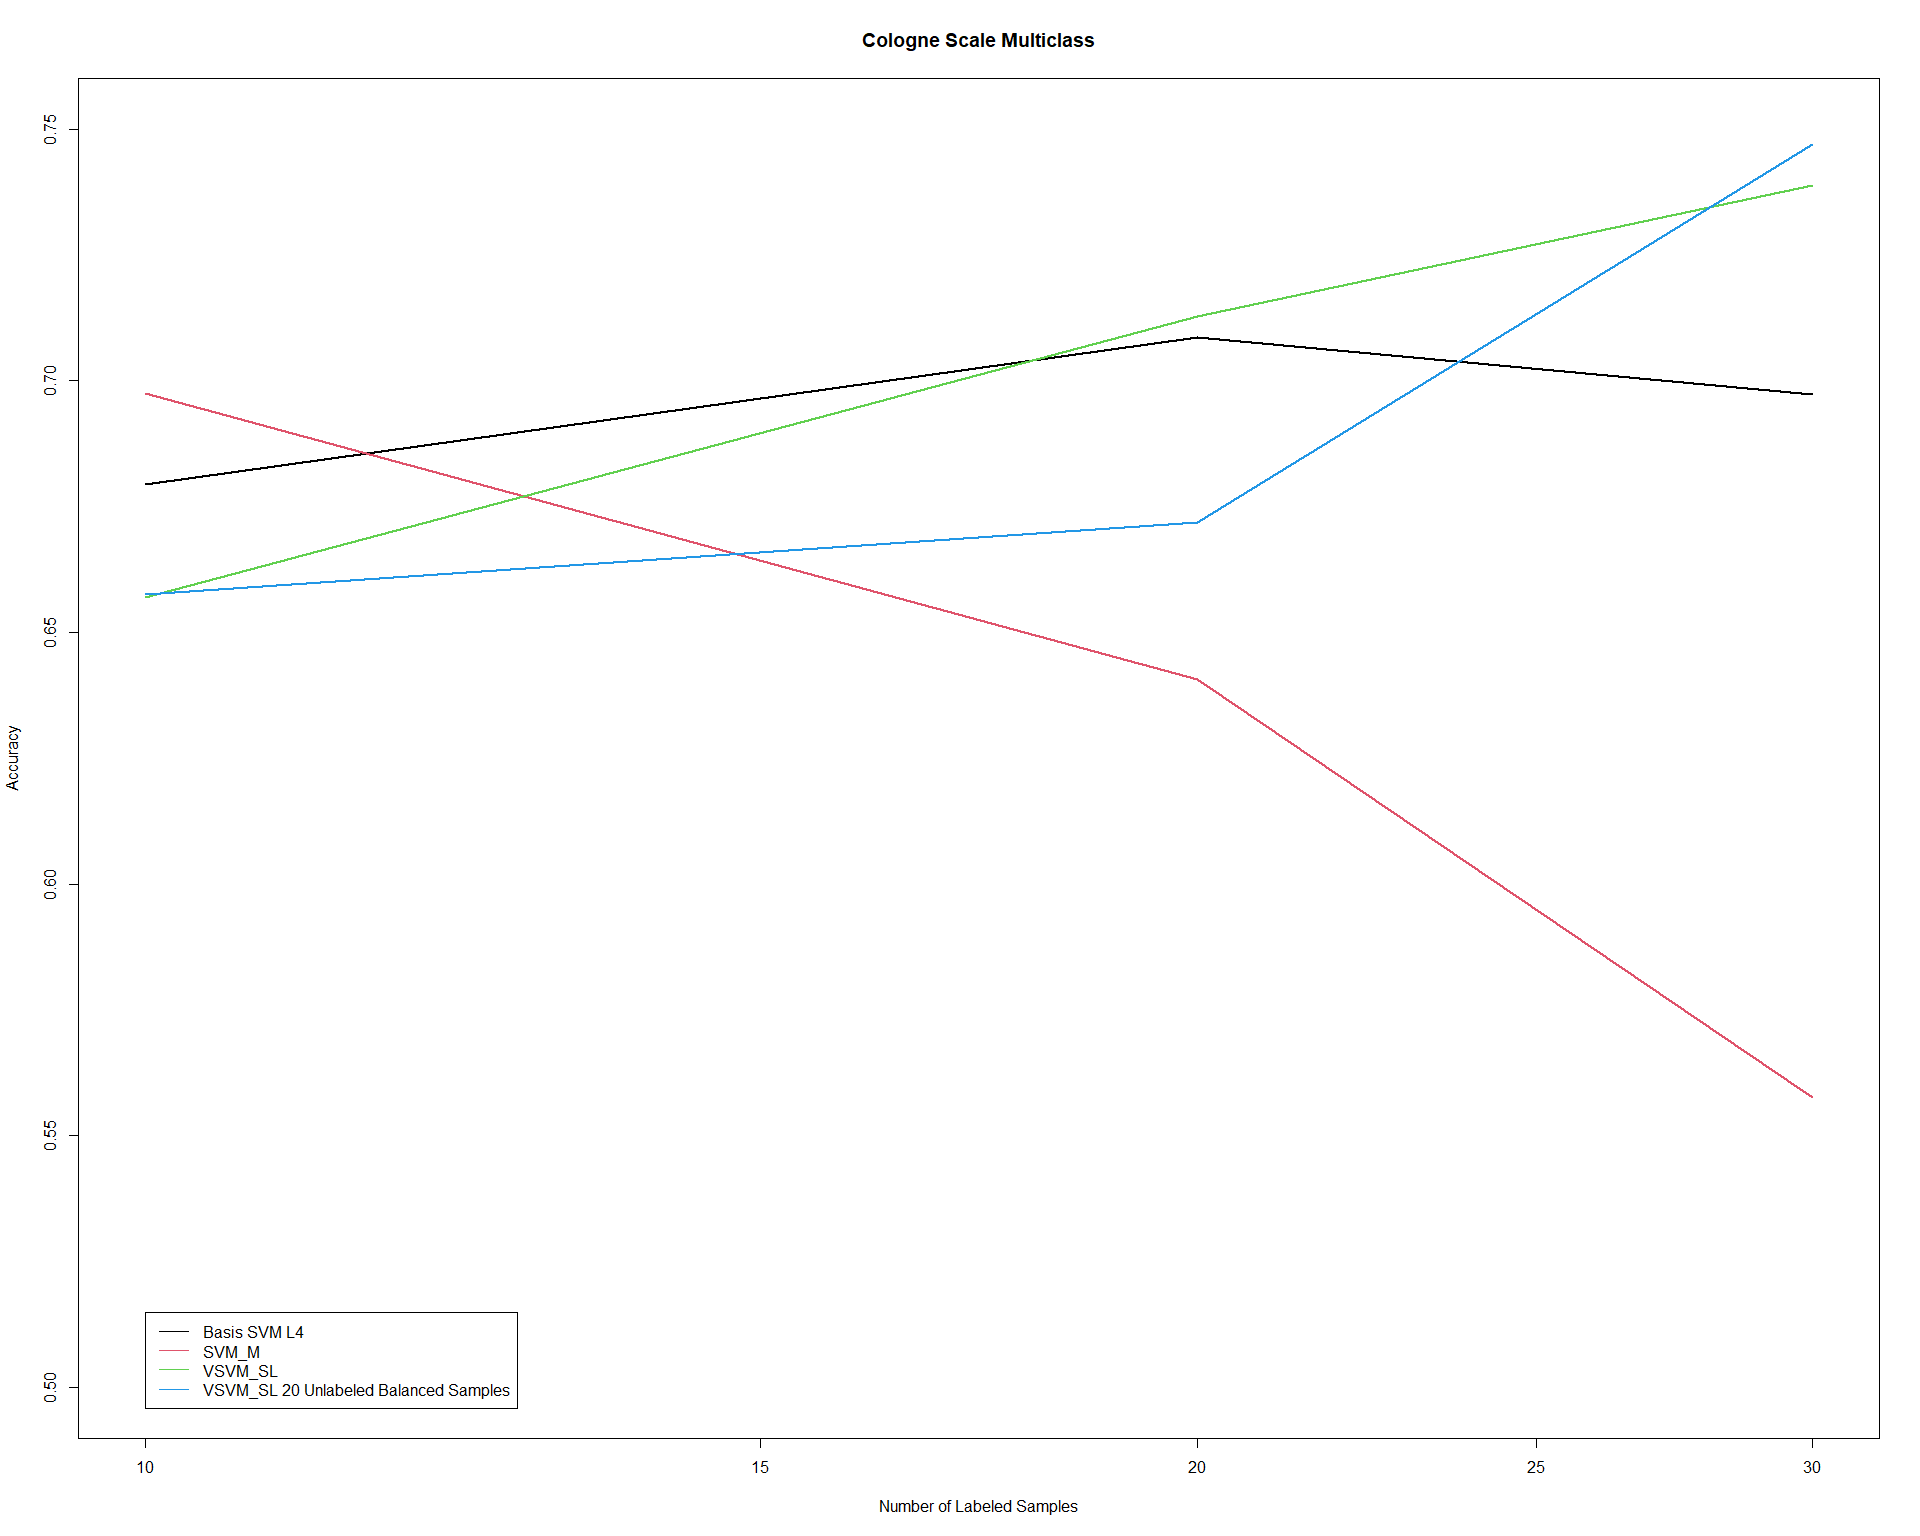 Cologne Scale Multiclass
0.75
0.70
0.65
0.60
0.55
0.50
Accuracy
Basis SVM L4
SVM_M
VSVM_SL
VSVM_SL 20 Unlabeled Balanced Samples
10 15 20 25 30
Number of Labeled Samples